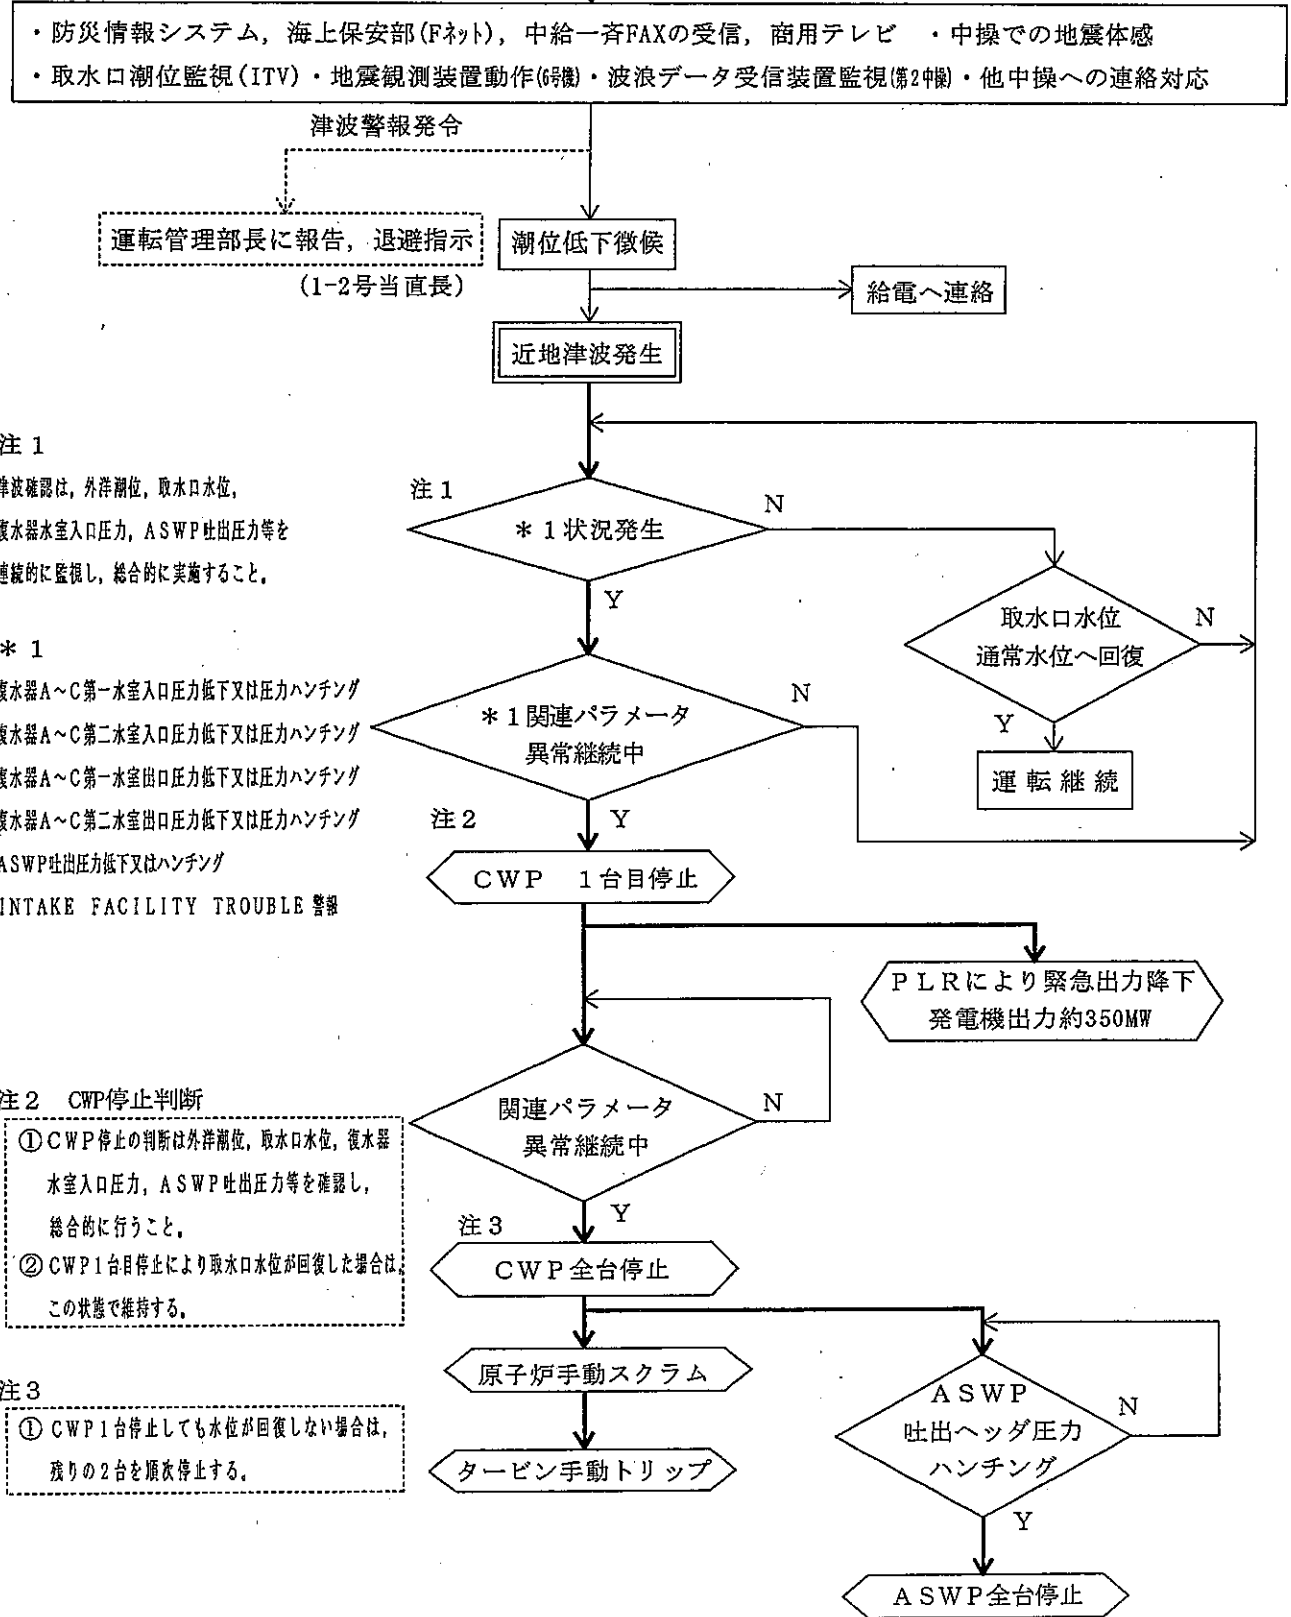 ・防災情報システム，海上保安部(Fネット)，中給一斉FAXの受信，商用テレビ　・中操での地震体感
・取水口潮位監視(ITV)・地震観測装置動作(6号機)・波浪データ受信装置監視(第2中操)・他中操への連絡対応
津波警報発令
運転管理部長に報告，退避指示
(1-2号当直長)
潮位低下徴候
給電へ連絡
近地津波発生
注1
津波確認は，外洋潮位，取水口水位，
復水器水室入口圧力，ASWP吐出圧力等を
連続的に監視し，総合的に実施すること。
注1
＊1状況発生
N
Y
取水口水位
通常水位へ回復
N
Y
運転継続
＊1
復水器A～C第一水室入口圧力低下又は圧力ハンチング
復水器A～C第二水室入口圧力低下又は圧力ハンチング
復水器A～C第一水室出口圧力低下又は圧力ハンチング
復水器A～C第二水室出口圧力低下又は圧力ハンチング
ASWP吐出圧力低下又はハンチング
INTAKE FACILITY TROUBLE 警報
＊1関連パラメータ
異常継続中
N
Y
注2
CWP　1台目停止
PLRにより緊急出力降下
発電機出力約350MW
関連パラメータ
異常継続中
N
Y
注2　CWP停止判断
①CWP停止の判断は外洋潮位，取水口水位，復水器
水室入口圧力，ASWP吐出圧力等を確認し，
総合的に行うこと。
②CWP1台目停止により取水口水位が回復した場合は，
この状態で維持する。
注3
CWP全台停止
原子炉手動スクラム
タービン手動トリップ
注3
①CWP1台停止しても水位が回復しない場合は，
残りの2台を順次停止する。
ASWP
吐出ヘッダ圧力
ハンチング
N
Y
ASWP全台停止